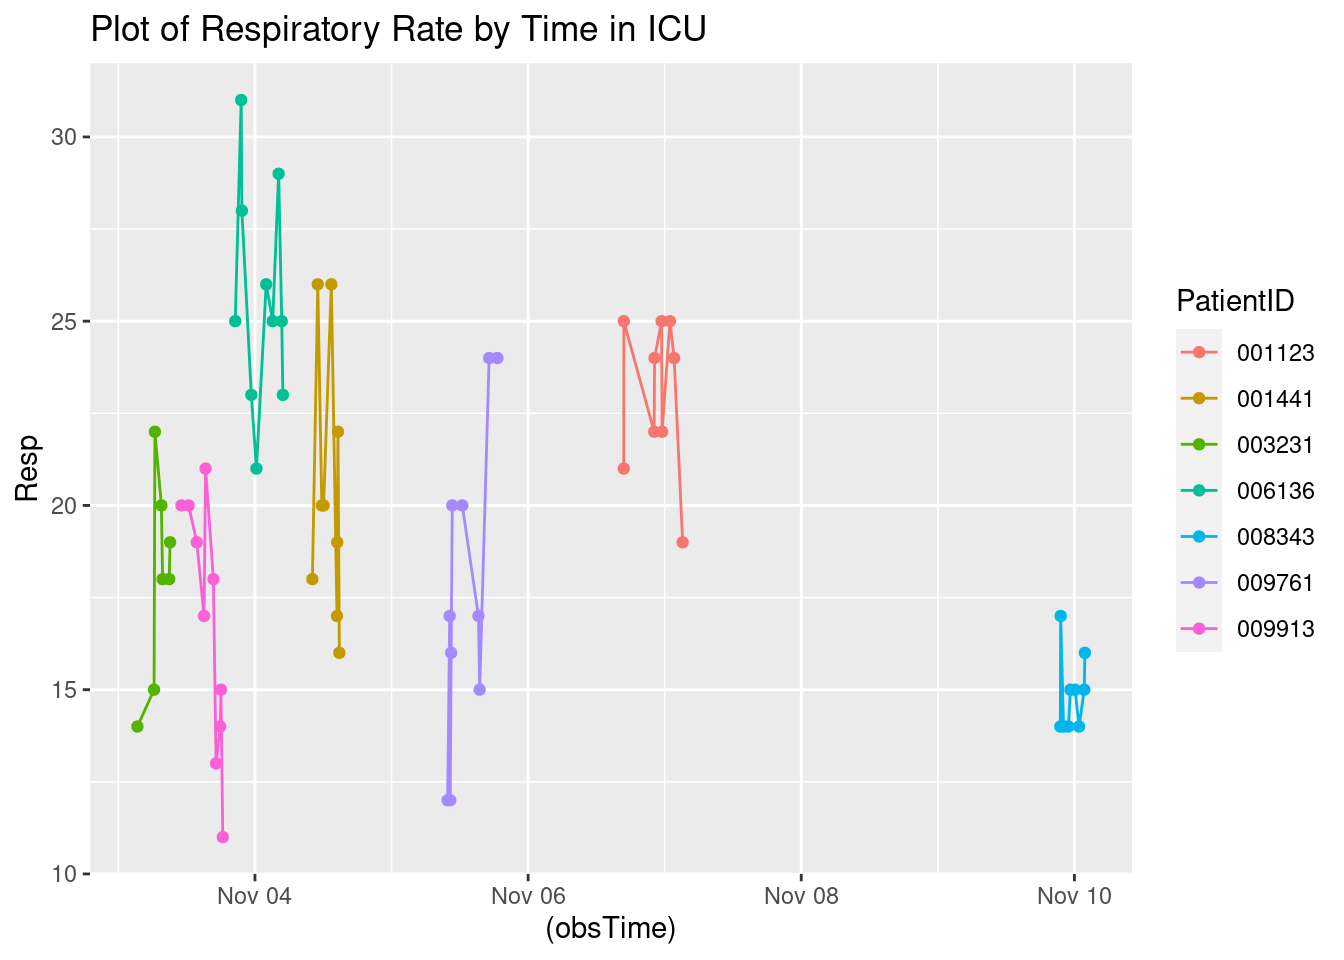 Plot of Respiratory Rate by Time in ICU
30
25
20
15
10
Resp
Nov 04
Nov 06
Nov 08
Nov 10
(obsTime)
PatientID
001123
001441
003231
006136
008343
009761
009913